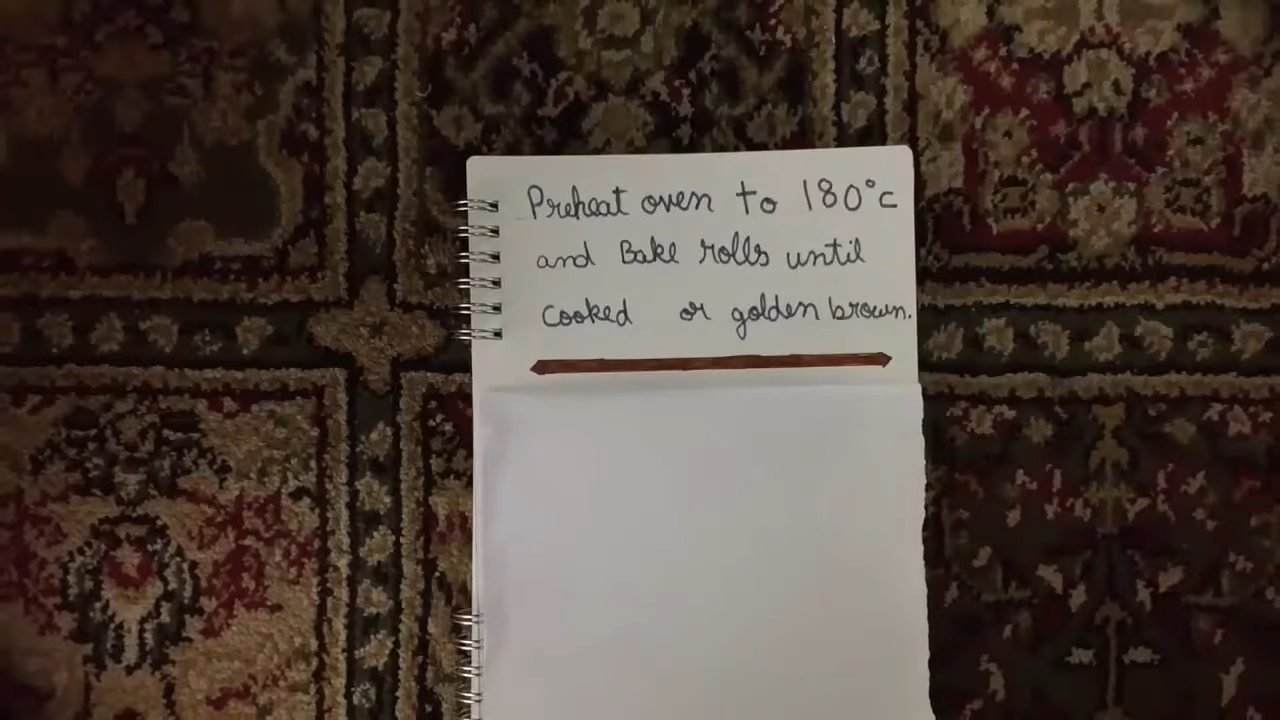 Preheat oven to 180°c
and Bake rolls until
cooked or golden brown.